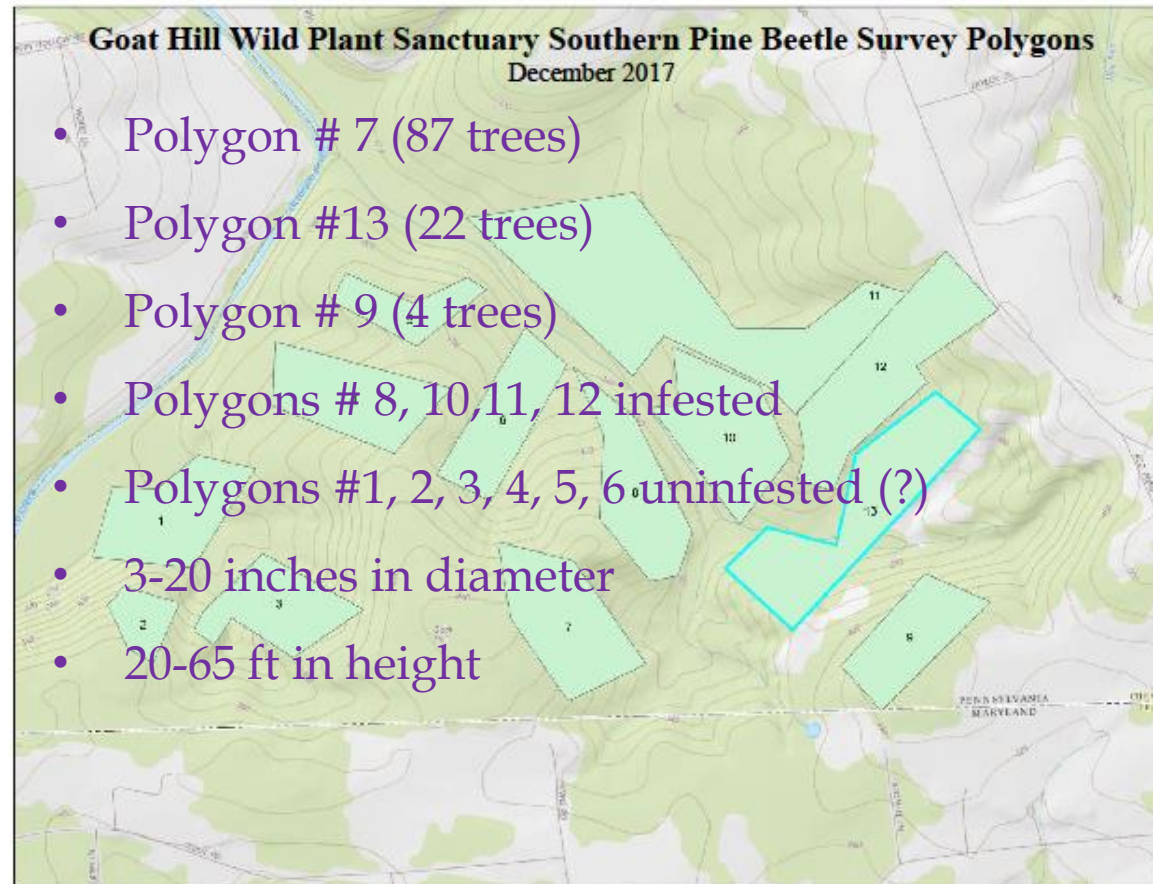 Goat Hill Wild Plant Sanctuary Southern Pine Beetle Survey Polygons
December 2017
• Polygon # 7 (87 trees)
• Polygon #13 (22 trees)
• Polygon # 9 (4 trees)
• Polygons # 8, 10,11, 12 infested
• Polygons #1, 2, 3, 4, 5, 6 uninfested (?)
• 3-20 inches in diameter
• 20-65 ft in height
11
12
10
13
1
3
2
7
9
PENNSYLVANIA
MARYLAND